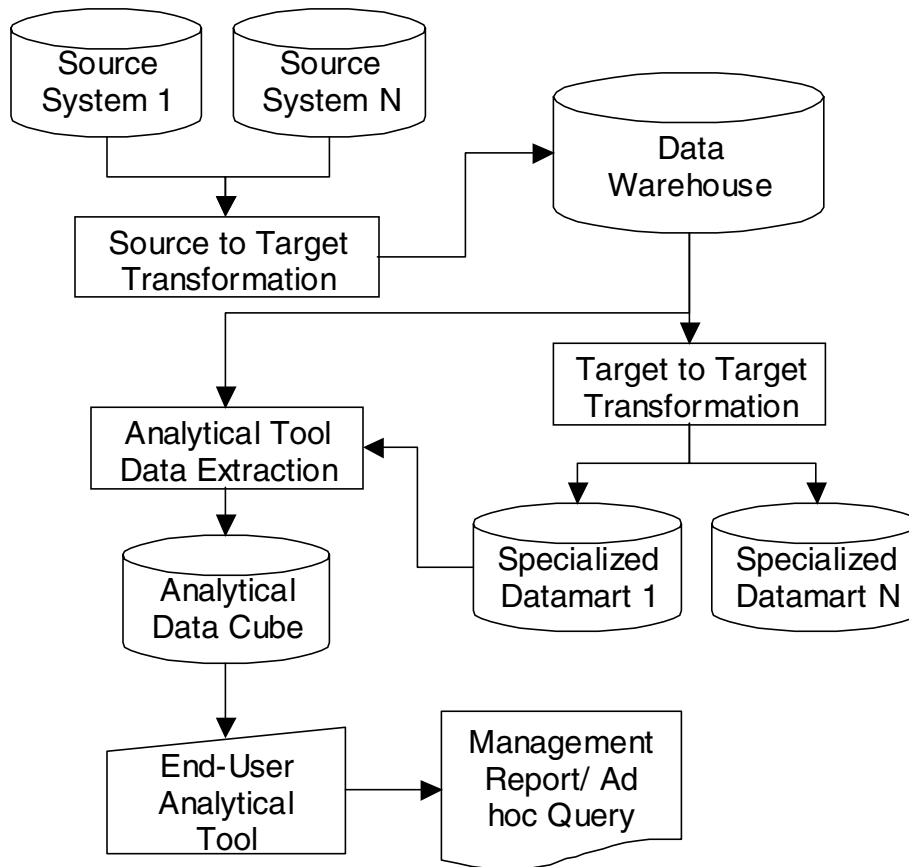 Source
System 1
Source
System N
Data
Warehouse
Source to Target
Transformation
Target to Target
Transformation
Analytical Tool
Data Extraction
Specialized
Datamart 1
Specialized
Datamart N
Analytical
Data Cube
End-User
Analytical
Tool
Management
Report/ Ad
hoc Query